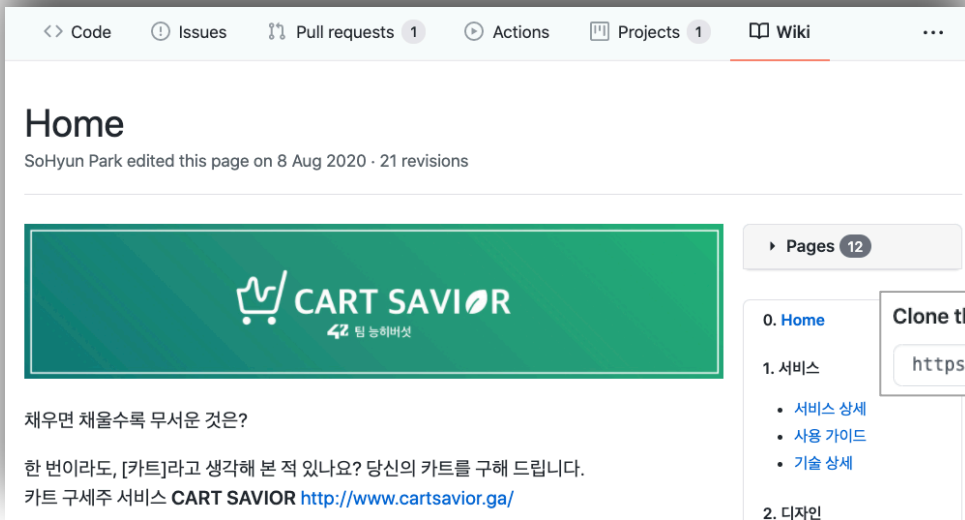 Code Issues Pull requests 1 Actions Projects 1 Wiki ...
Home
SoHyun Park edited this page on 8 Aug 2020 · 21 revisions
CART SAVIOR
42 팀 능히버섯
채우면 채울수록 무서운 것은?
한 번이라도, [카트]라고 생각해 본 적 있나요? 당신의 카트를 구해 드립니다.
카트 구세주 서비스 CART SAVIOR http://www.cartsavior.ga/
Pages 12
0. Home
1. 서비스
서비스 상세
사용 가이드
기술 상세
2. 디자인
Clone
https